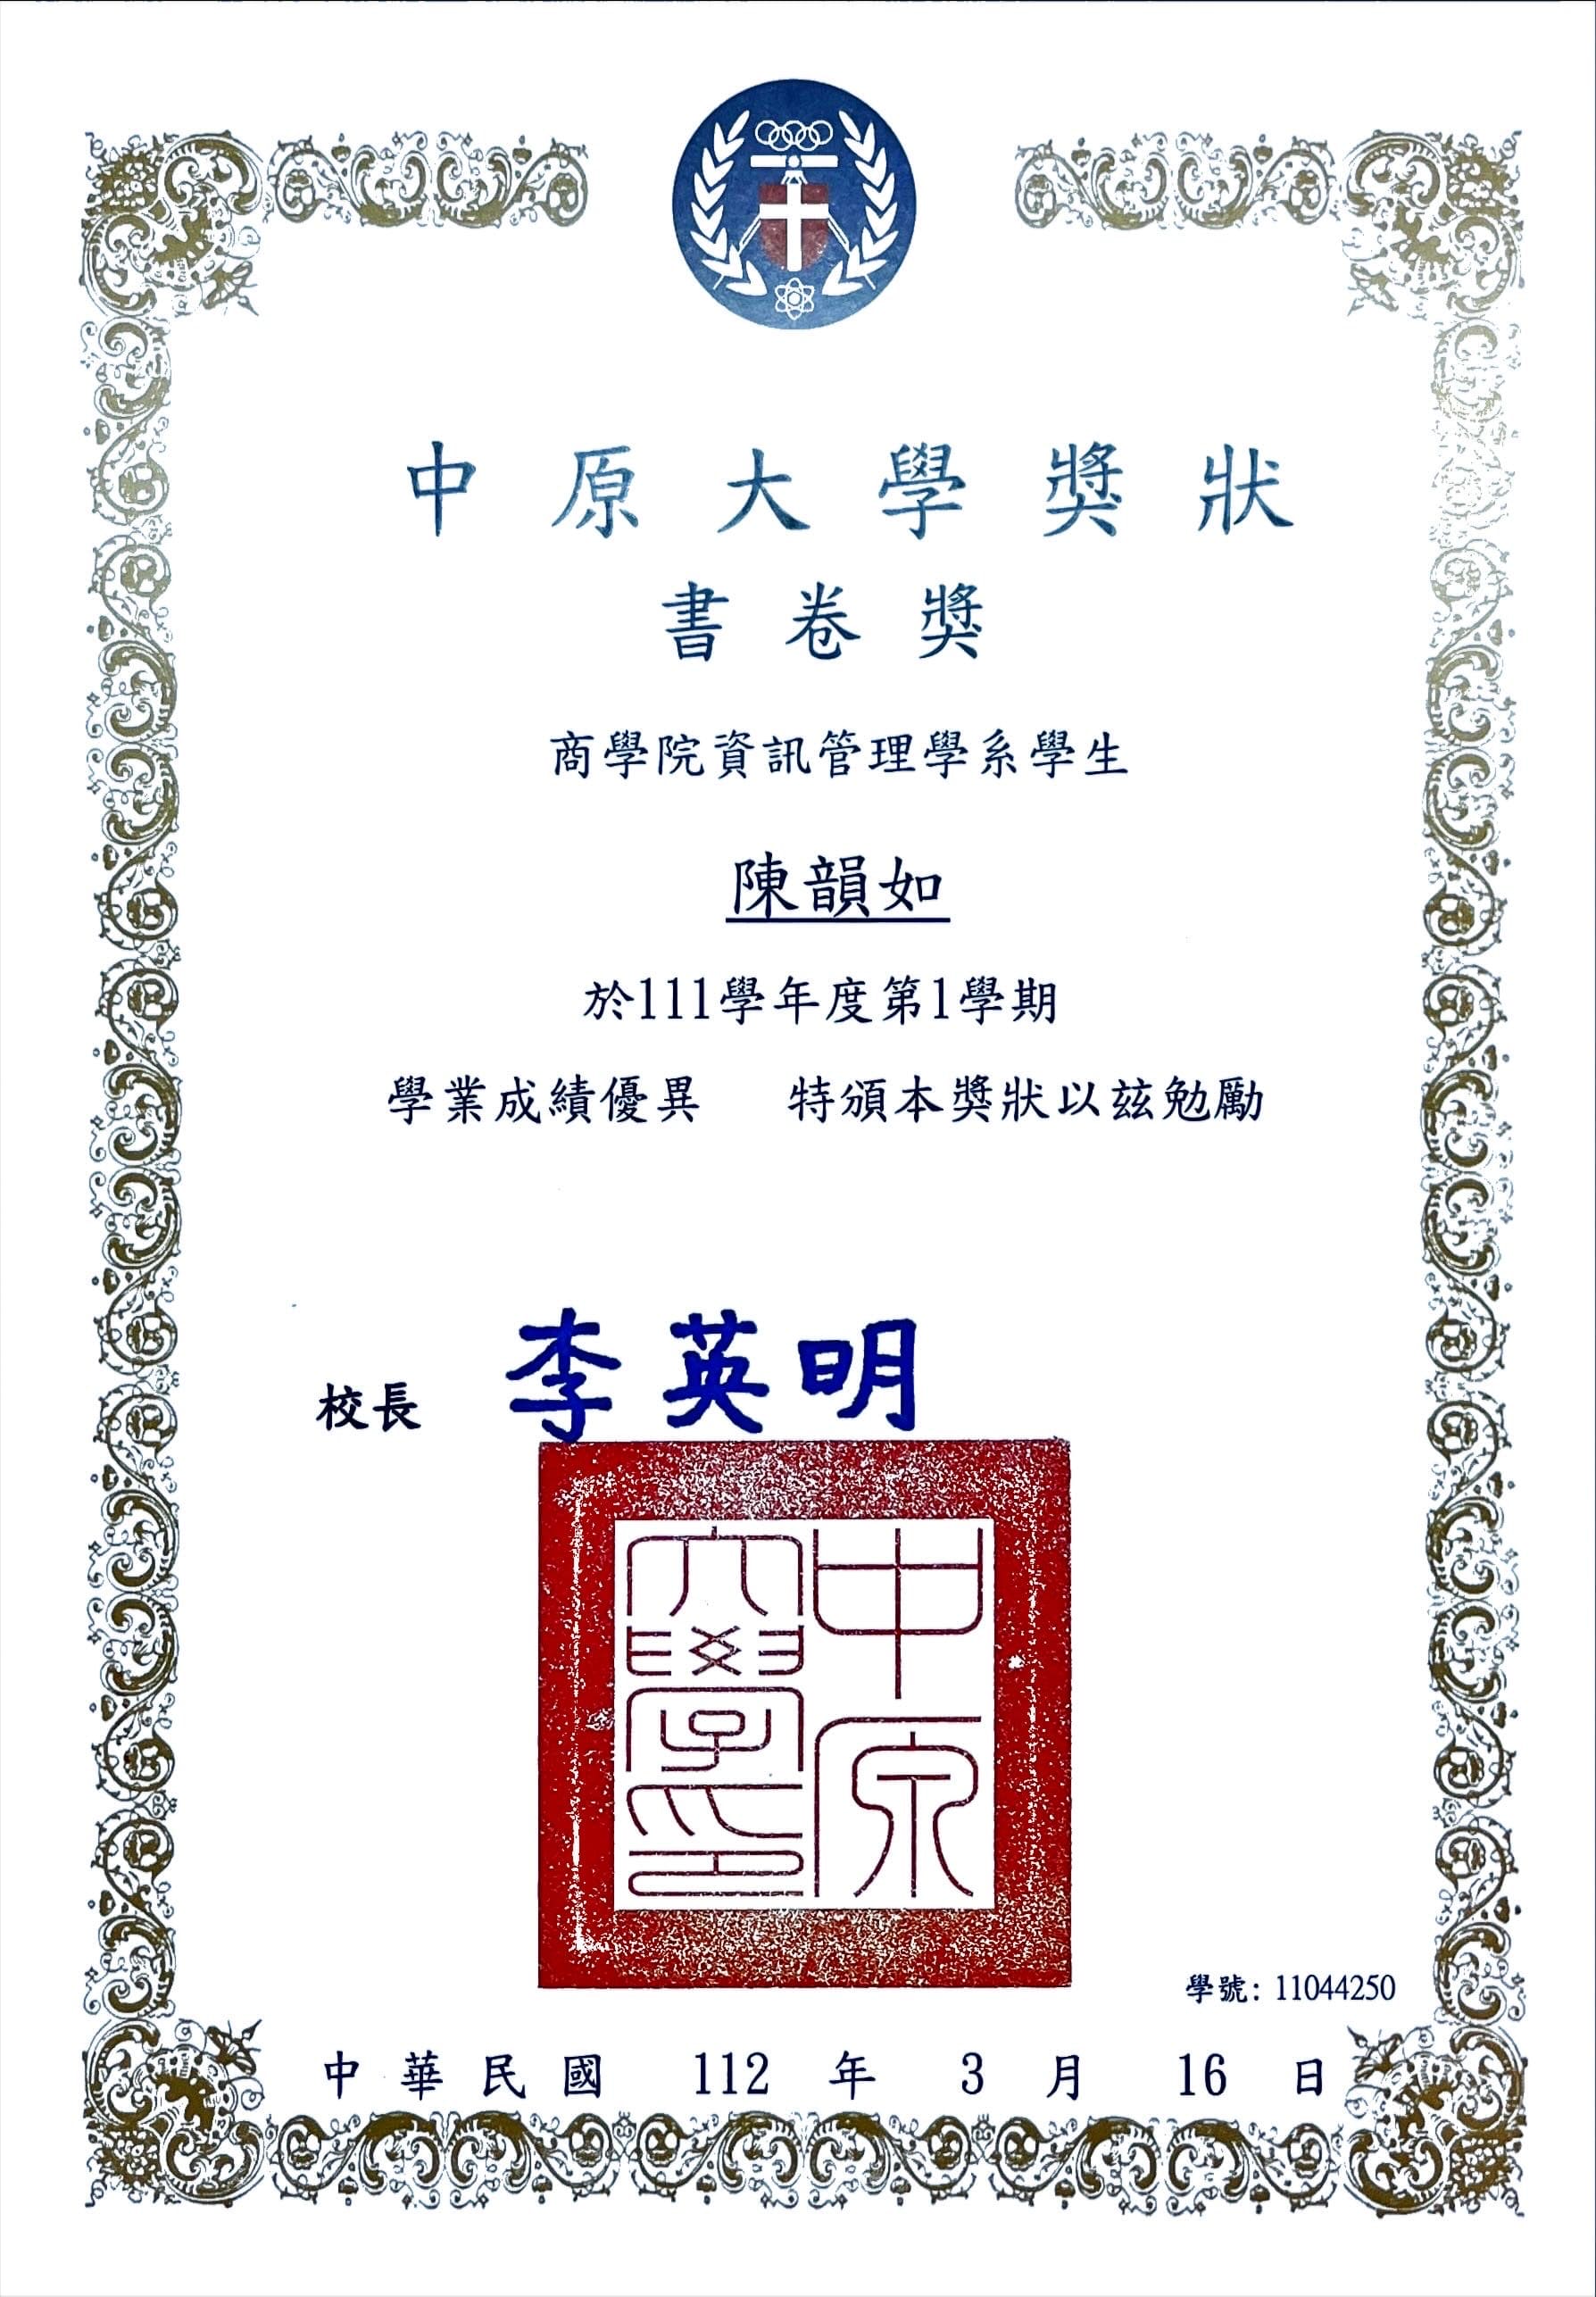 中原大學獎狀
書卷獎
商學院資訊管理學系學生
陳韻如
於111學年度第1學期
學業成績優異 特頒本獎狀以玆勉勵
校長 李英明
中原
大學印
學號: 11044250
中華民國 112 年 3 月 16 日